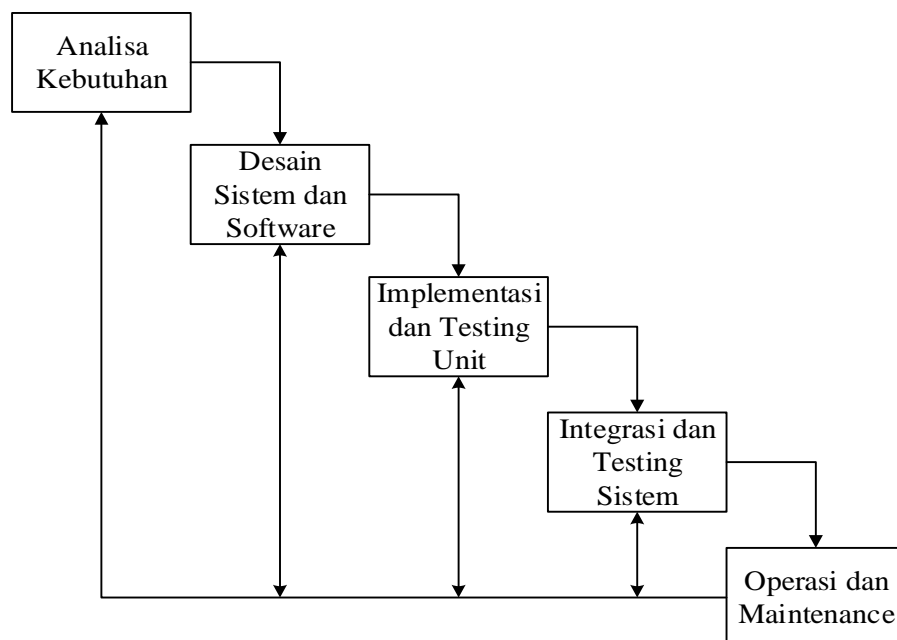 Analisa
Kebutuhan
Desain
Sistem dan
Software
Implementasi
dan Testing
Unit
Integrasi dan
Testing
Sistem
Operasi dan
Maintenance